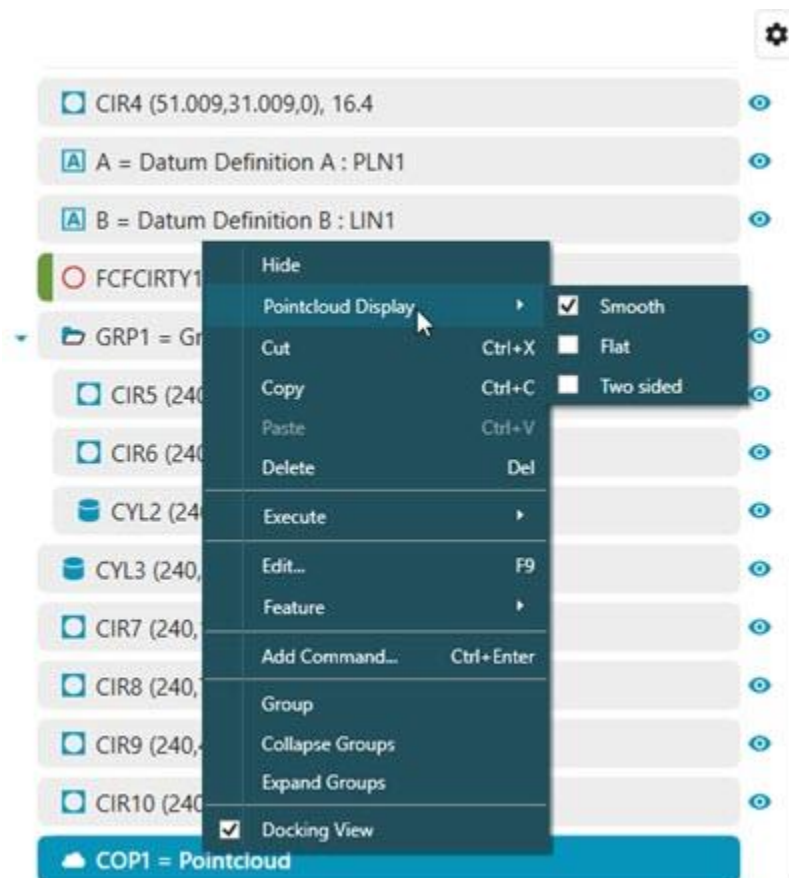 CIR4 (51.009,31.009,0), 16.4
A A = Datum Definition A : PLN1
A B = Datum Definition B : LIN1
FCFCIRTY1
GRP1 = Gr
CIR5 (240
CIR6 (240
CYL2 (24
CYL3 (240,
CIR7 (240,
CIR8 (240,
CIR9 (240,
CIR10 (240
COP1 = Pointcloud
Hide
Pointcloud Display
Cut Ctrl+X
Copy Ctrl+C
Paste Ctrl+V
Delete Del
Execute
Edit... F9
Feature
Add Command... Ctrl+Enter
Group
Collapse Groups
Expand Groups
Docking View
Smooth
Flat
Two sided